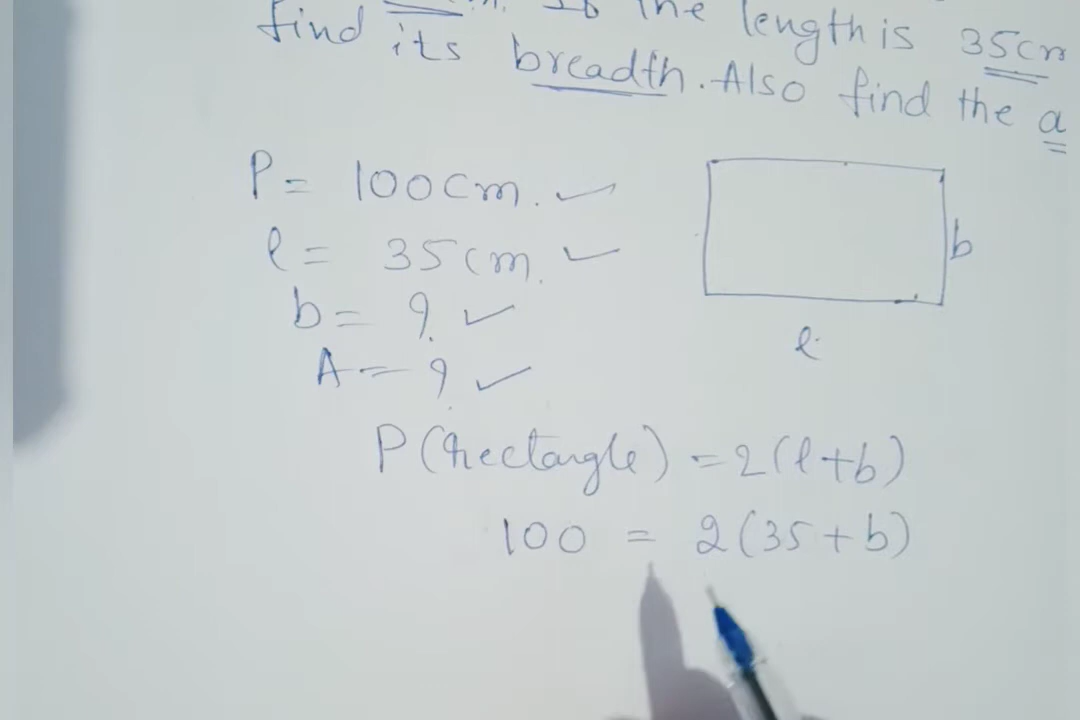 The length is 35cm
find its breadth. Also find the a
P= 100cm.
l= 35cm.
b= ?
A= ?
b
l
P(rectangle) =2(l+b)
100 = 2(35+b)